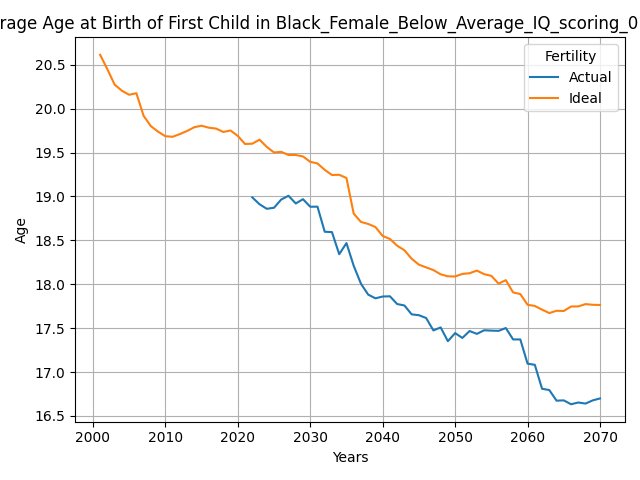 rage Age at Birth of First Child in Black_Female_Below_Average_IQ_scoring_0
Fertility
Actual
Ideal
20.5
20.0
19.5
19.0
18.5
18.0
17.5
17.0
16.5
Age
2000 2010 2020 2030 2040 2050 2060 2070
Years